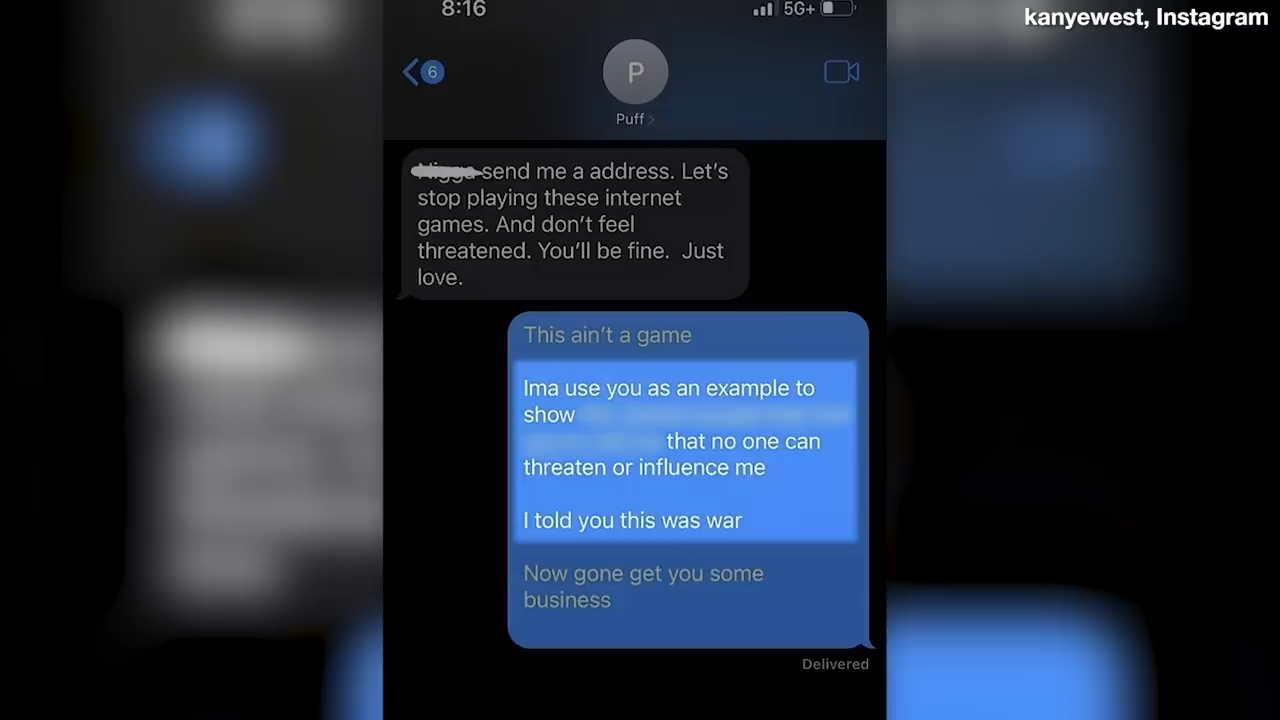 kanyewest, Instagram
8:16
5G+
6
P
Puff
send me a address. Let's
stop playing these internet
games. And don't feel
threatened. You'll be fine.  Just
love.
This ain't a game
Ima use you as an example to
show
that no one can
threaten or influence me
I told you this was war
Now gone get you some
business
Delivered